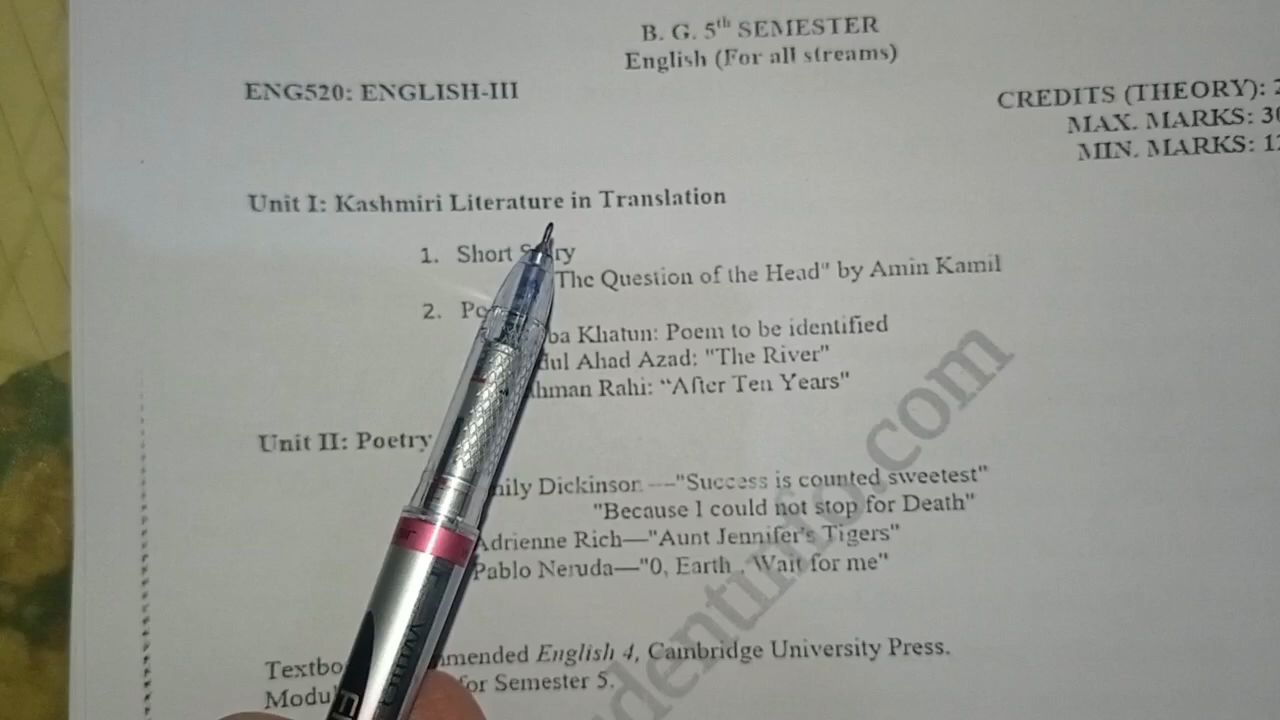 B. G. 5th SEMESTER
English (For all streams)
ENG520: ENGLISH-III
CREDITS (THEORY): 2
MAX. MARKS: 30
MIN. MARKS: 12
Unit I: Kashmiri Literature in Translation
1. Short
The Question of the Head" by Amin Kamil
2.
Khatun: Poem to be identified
Ahad Azad: "The River"
Rahi: “After Ten Years"
Unit II: Poetry
Dickinson —"Success is counted sweetest"
"Because I could not stop for Death"
Adrienne Rich—"Aunt Jennifer's Tigers"
Pablo Neruda—"0, Earth , Wait for me"
English 4, Cambridge University Press.
for Semester 5.